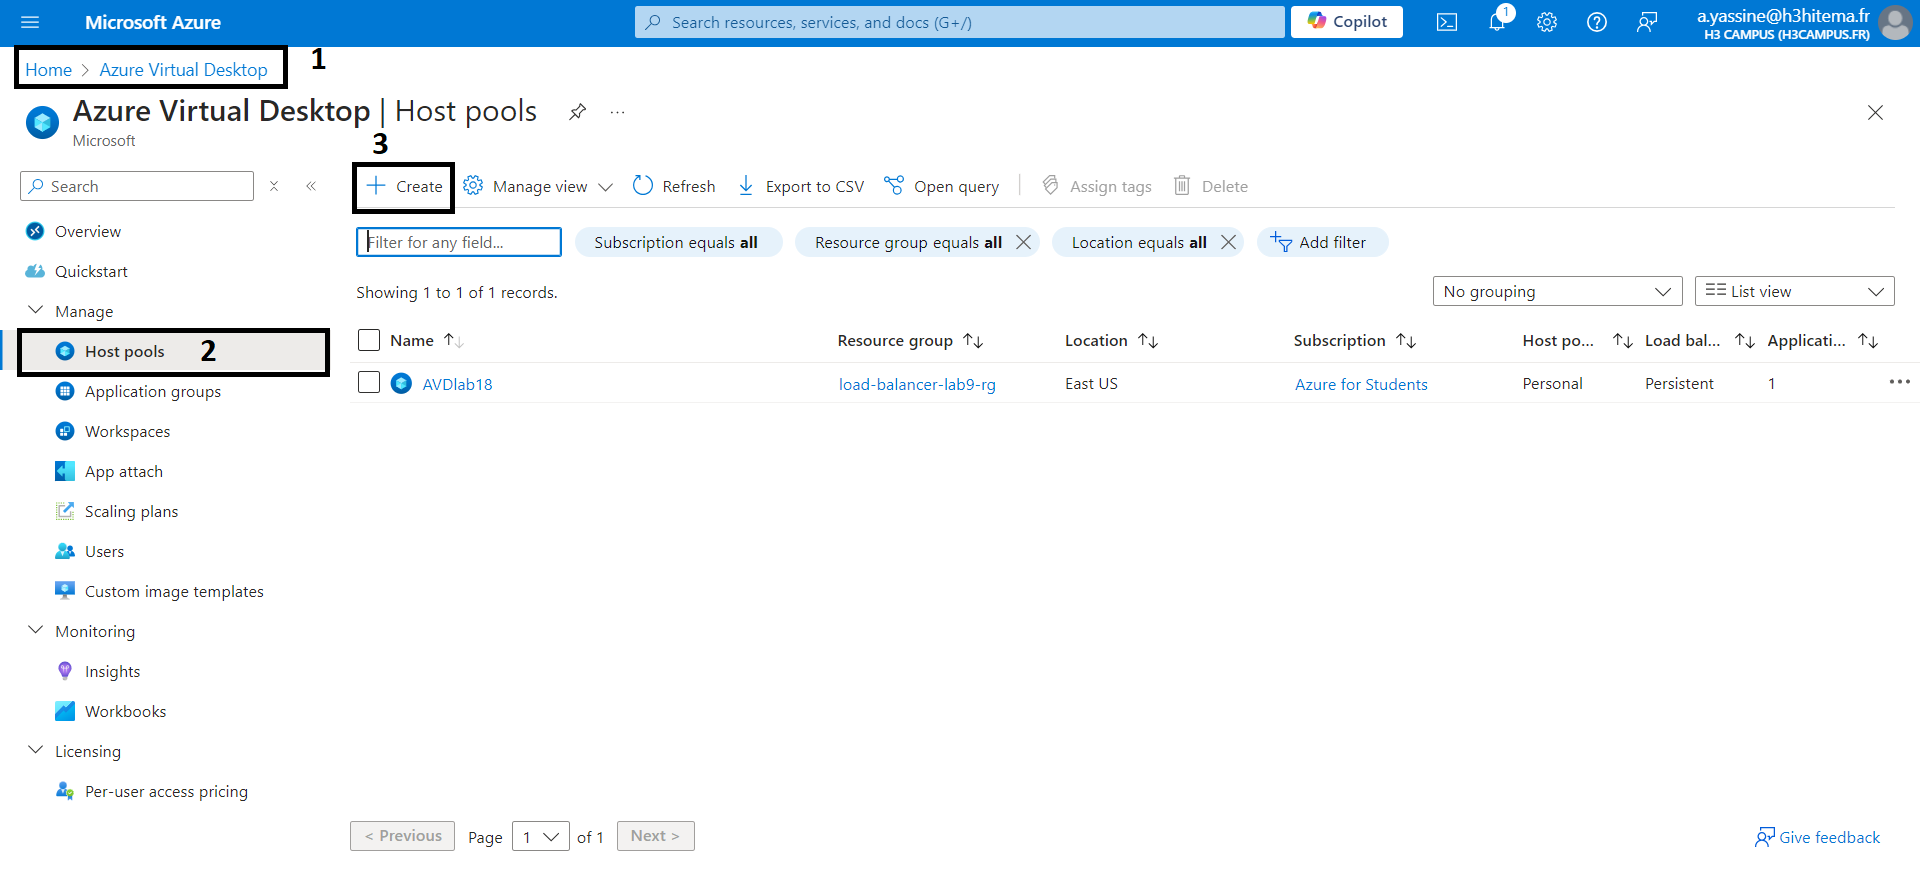 Microsoft Azure
Search resources, services, and docs (G+/)
Copilot
1
a.yassine@h3hitema.fr
H3 CAMPUS (H3CAMPUS.FR)
Home > Azure Virtual Desktop
1
Azure Virtual Desktop | Host pools
...
Microsoft
3
Search
Create
Manage view
Refresh
Export to CSV
Open query
Assign tags
Delete
Overview
Quickstart
Manage
Host pools
2
Application groups
Workspaces
App attach
Scaling plans
Users
Custom image templates
Monitoring
Insights
Workbooks
Licensing
Per-user access pricing
Filter for any field...
Subscription equals all
Resource group equals all
Location equals all
Add filter
Showing 1 to 1 of 1 records.
No grouping
List view
Name
Resource group
Location
Subscription
Host po...
Load bal...
Applicati...
AVDlab18
load-balancer-lab9-rg
East US
Azure for Students
Personal
Persistent
1
< Previous
Page 1 of 1
Next >
Give feedback